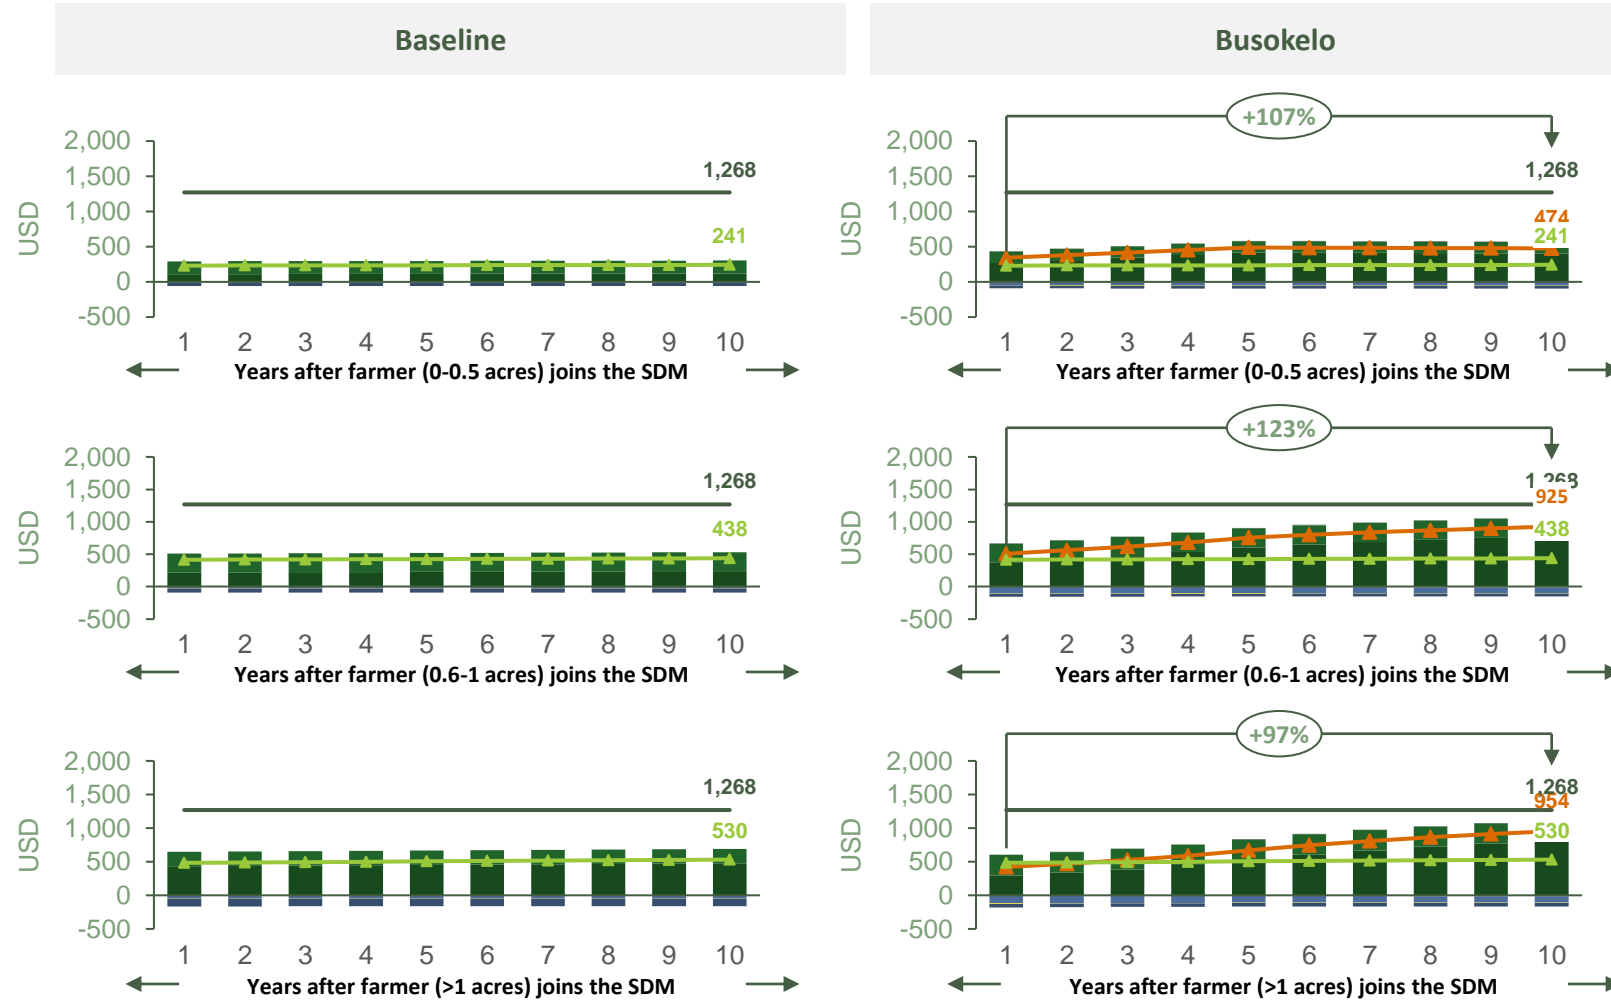 Baseline
Busokelo
+107%
2,000
1,500
1,000
500
0
-500
USD
1,268
241
1 2 3 4 5 6 7 8 9 10
Years after farmer (0-0.5 acres) joins the SDM
2,000
1,500
1,000
500
0
-500
1,268
474
241
1 2 3 4 5 6 7 8 9 10
Years after farmer (0-0.5 acres) joins the SDM
+123%
2,000
1,500
1,000
500
0
-500
USD
1,268
438
1 2 3 4 5 6 7 8 9 10
Years after farmer (0.6-1 acres) joins the SDM
2,000
1,500
1,000
500
0
-500
USD
1,268
925
438
1 2 3 4 5 6 7 8 9 10
Years after farmer (0.6-1 acres) joins the SDM
+97%
2,000
1,500
1,000
500
0
-500
USD
1,268
530
1 2 3 4 5 6 7 8 9 10
Years after farmer (>1 acres) joins the SDM
2,000
1,500
1,000
500
0
-500
USD
1,268
954
530
1 2 3 4 5 6 7 8 9 10
Years after farmer (>1 acres) joins the SDM
USD